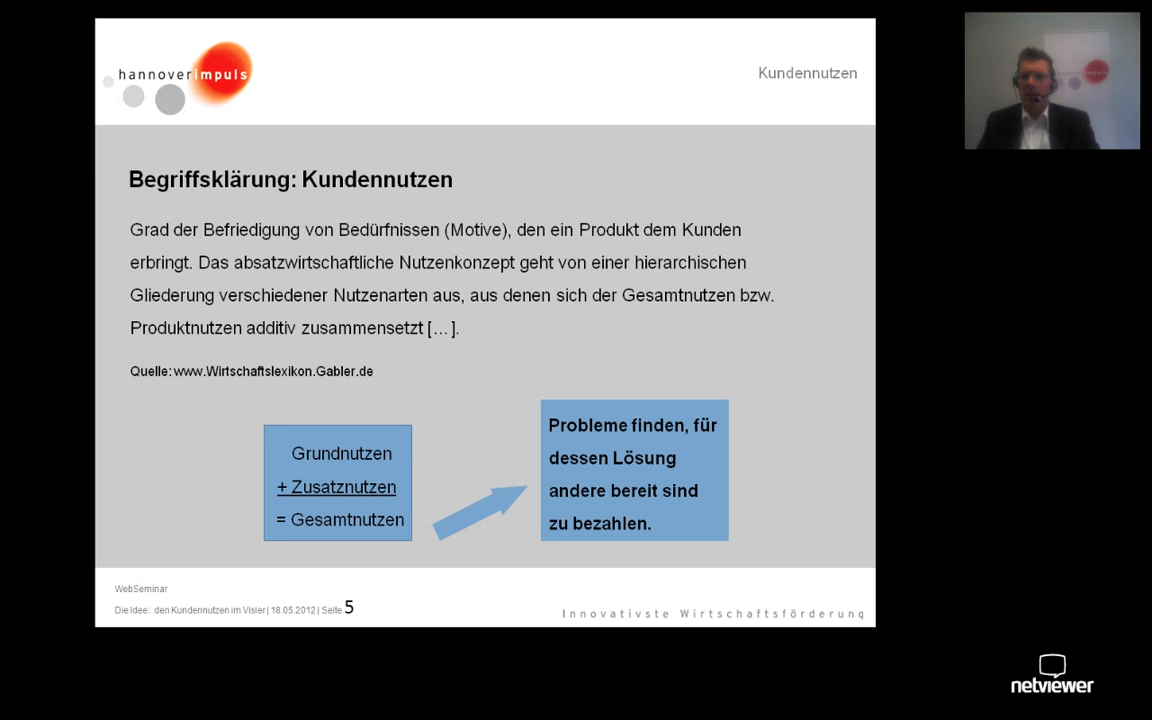 hannoverimpuls
Kundennutzen
Begriffsklärung: Kundennutzen
Grad der Befriedigung von Bedürfnissen (Motive), den ein Produkt dem Kunden
erbringt. Das absatzwirtschaftliche Nutzenkonzept geht von einer hierarchischen
Gliederung verschiedener Nutzenarten aus, aus denen sich der Gesamtnutzen bzw.
Produktnutzen additiv zusammensetzt [...].
Quelle: www.Wirtschaftslexikon.Gabler.de
Grundnutzen
+ Zusatznutzen
= Gesamtnutzen
Probleme finden, für
dessen Lösung
andere bereit sind
zu bezahlen.
WebSeminar
Die Idee: den Kundennutzen im Visier | 18.05.2012 | Seite 5
Innovativste Wirtschaftsförderung
netviewer